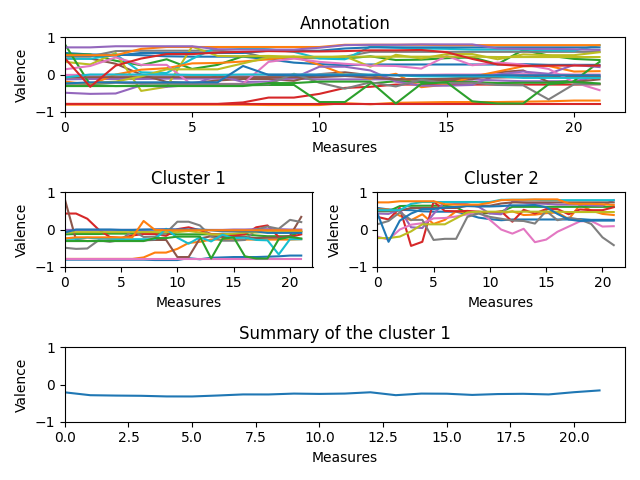 Annotation
Valence
1
0
−1
0 5 10 15 20
Measures
Cluster 1
Valence
1
0
−1
0 5 10 15 20
Measures
Cluster 2
Valence
1
0
−1
0 5 10 15 20
Measures
Summary of the cluster 1
Valence
1
0
−1
0.0 2.5 5.0 7.5 10.0 12.5 15.0 17.5 20.0
Measures